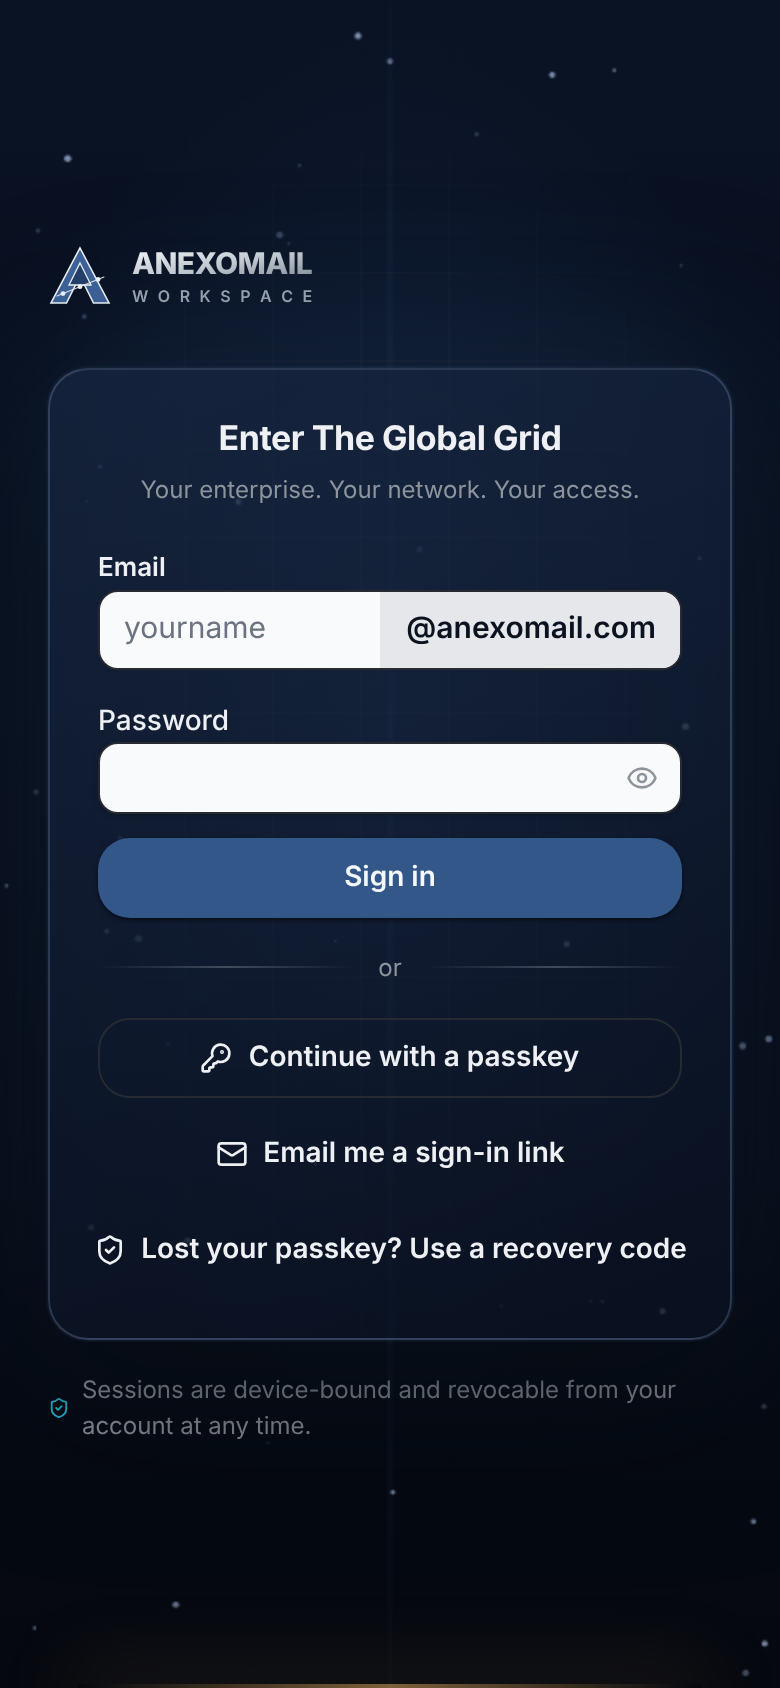 ANEXOMAIL
WORKSPACE
Enter The Global Grid
Your enterprise. Your network. Your access.
Email
yourname @anexomail.com
Password
Sign in
or
Continue with a passkey
Email me a sign-in link
Lost your passkey? Use a recovery code
Sessions are device-bound and revocable from your
account at any time.